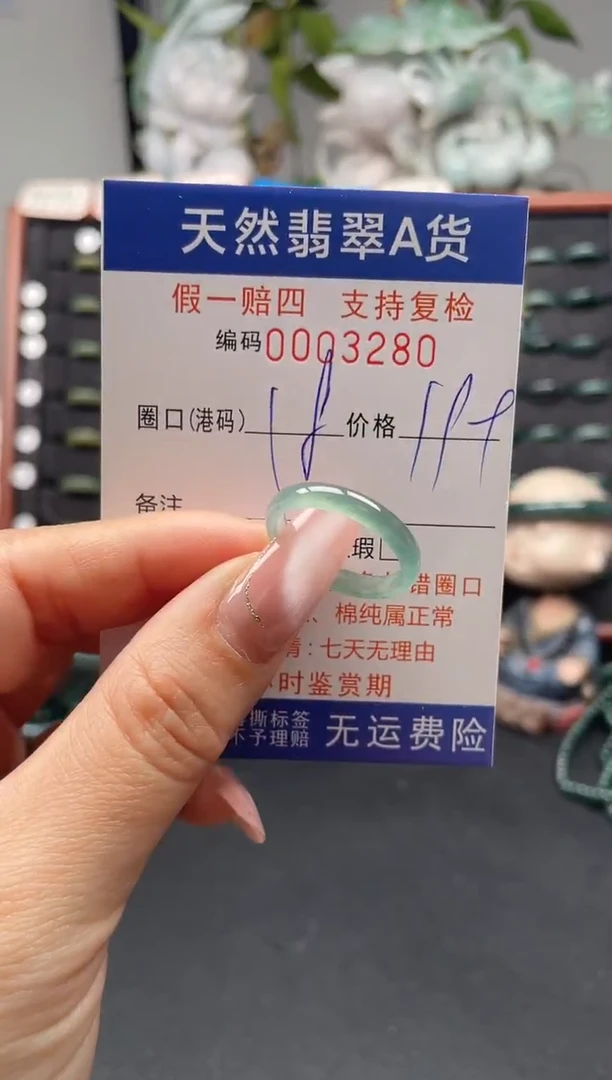 天然翡翠A货
假一赔四 支持复检
编码0003280
圈口(港码) 18 价格
备注
瑕
错圈口
、棉纯属正常
:七天无理由
时鉴赏期
撕标签
不予理赔
无运费险